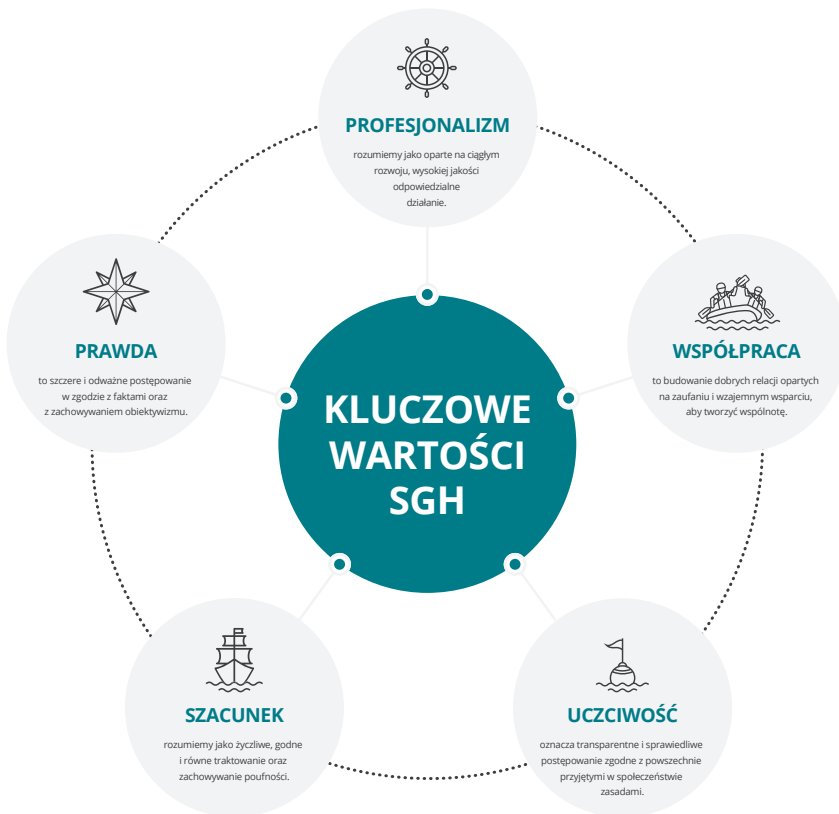 PROFESJONALIZM
rozumiemy jako oparte na ciągłym
rozwoju, wysokiej jakości
odpowiedzialne
działanie.
PRAWDA
to szczere i odważne postępowanie
w zgodzie z faktami oraz
z zachowywaniem obiektywizmu.
WSPÓŁPRACA
to budowanie dobrych relacji opartych
na zaufaniu i wzajemnym wsparciu,
aby tworzyć wspólnotę.
KLUCZOWE
WARTOŚCI
SGH
SZACUNEK
rozumiemy jako życzliwe, godne
i równe traktowanie oraz
zachowywanie poufności.
UCZCIWOŚĆ
oznacza transparentne i sprawiedliwe
postępowanie zgodne z powszechnie
przyjętymi w społeczeństwie
zasadami.